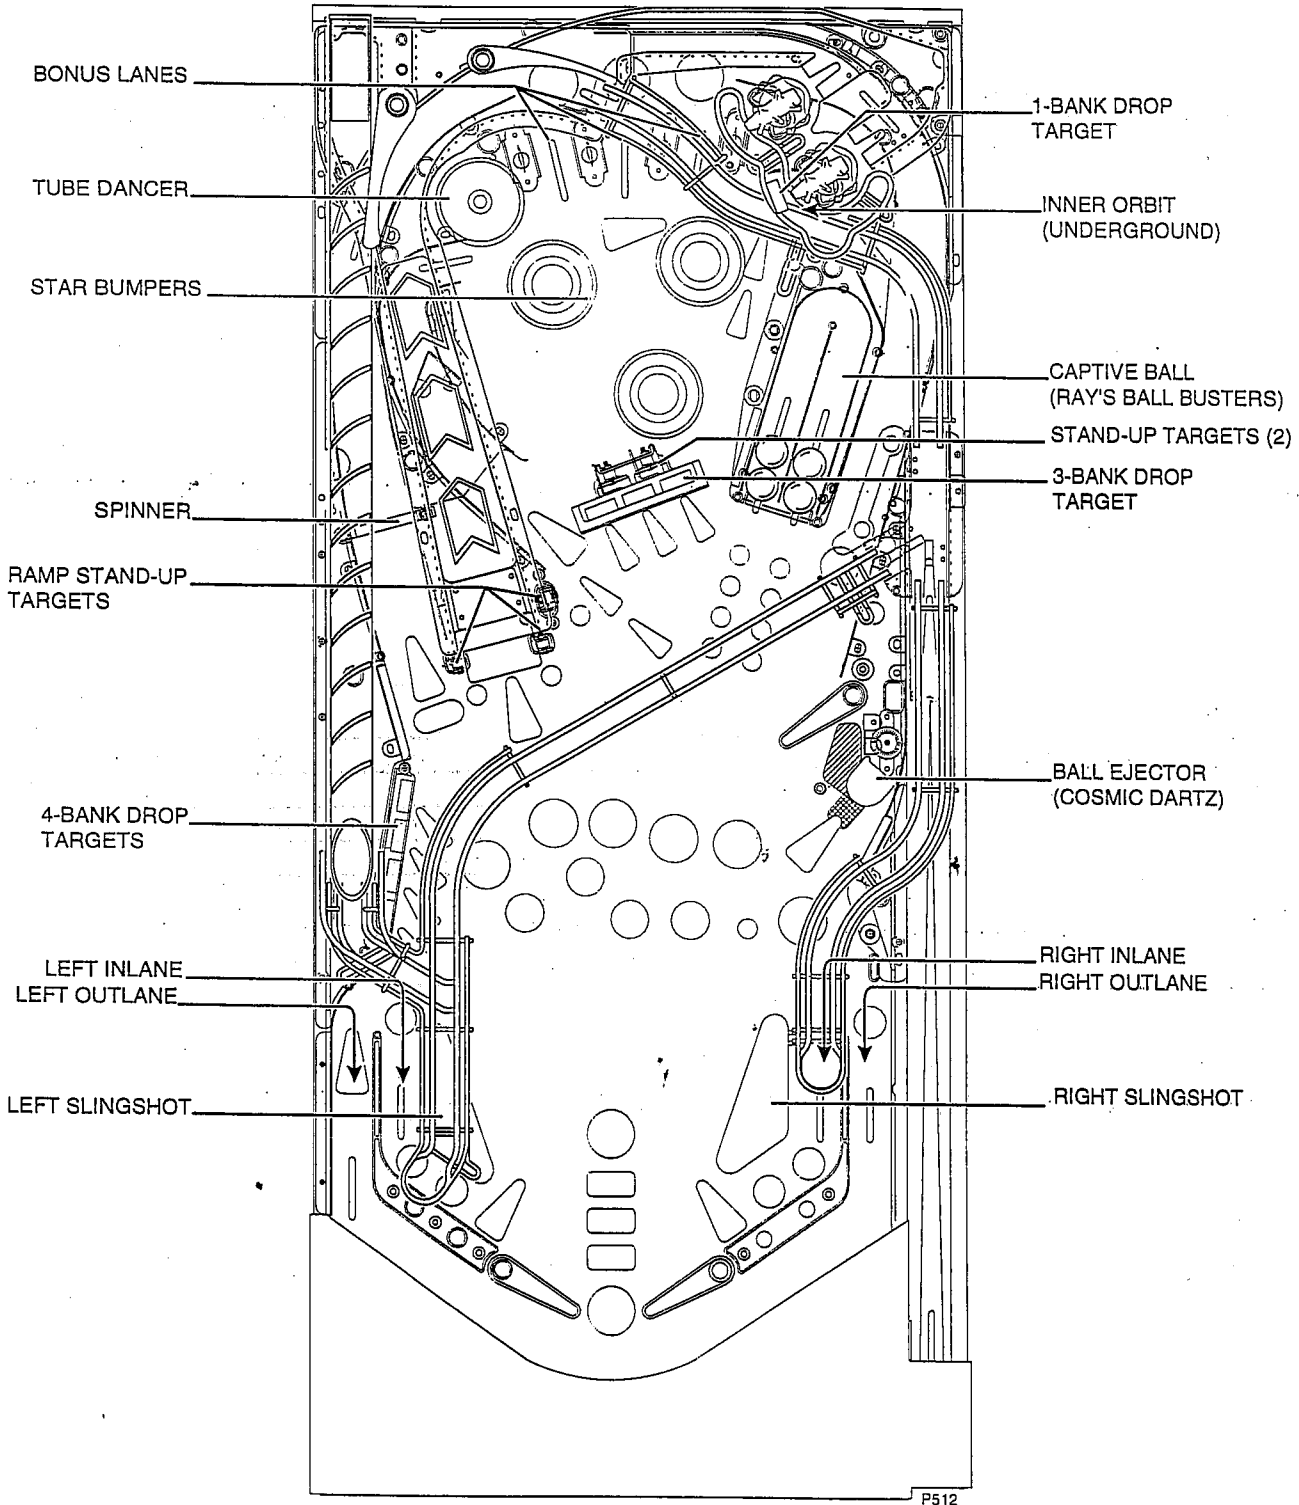 BONUS LANES
TUBE DANCER
STAR BUMPERS
SPINNER
RAMP STAND-UP
TARGETS
4-BANK DROP
TARGETS
LEFT INLANE
LEFT OUTLANE
LEFT SLINGSHOT
1-BANK DROP
TARGET
INNER ORBIT
(UNDERGROUND)
CAPTIVE BALL
(RAY'S BALL BUSTERS)
STAND-UP TARGETS (2)
3-BANK DROP
TARGET
BALL EJECTOR
(COSMIC DARTZ)
RIGHT INLANE
RIGHT OUTLANE
RIGHT SLINGSHOT
P512